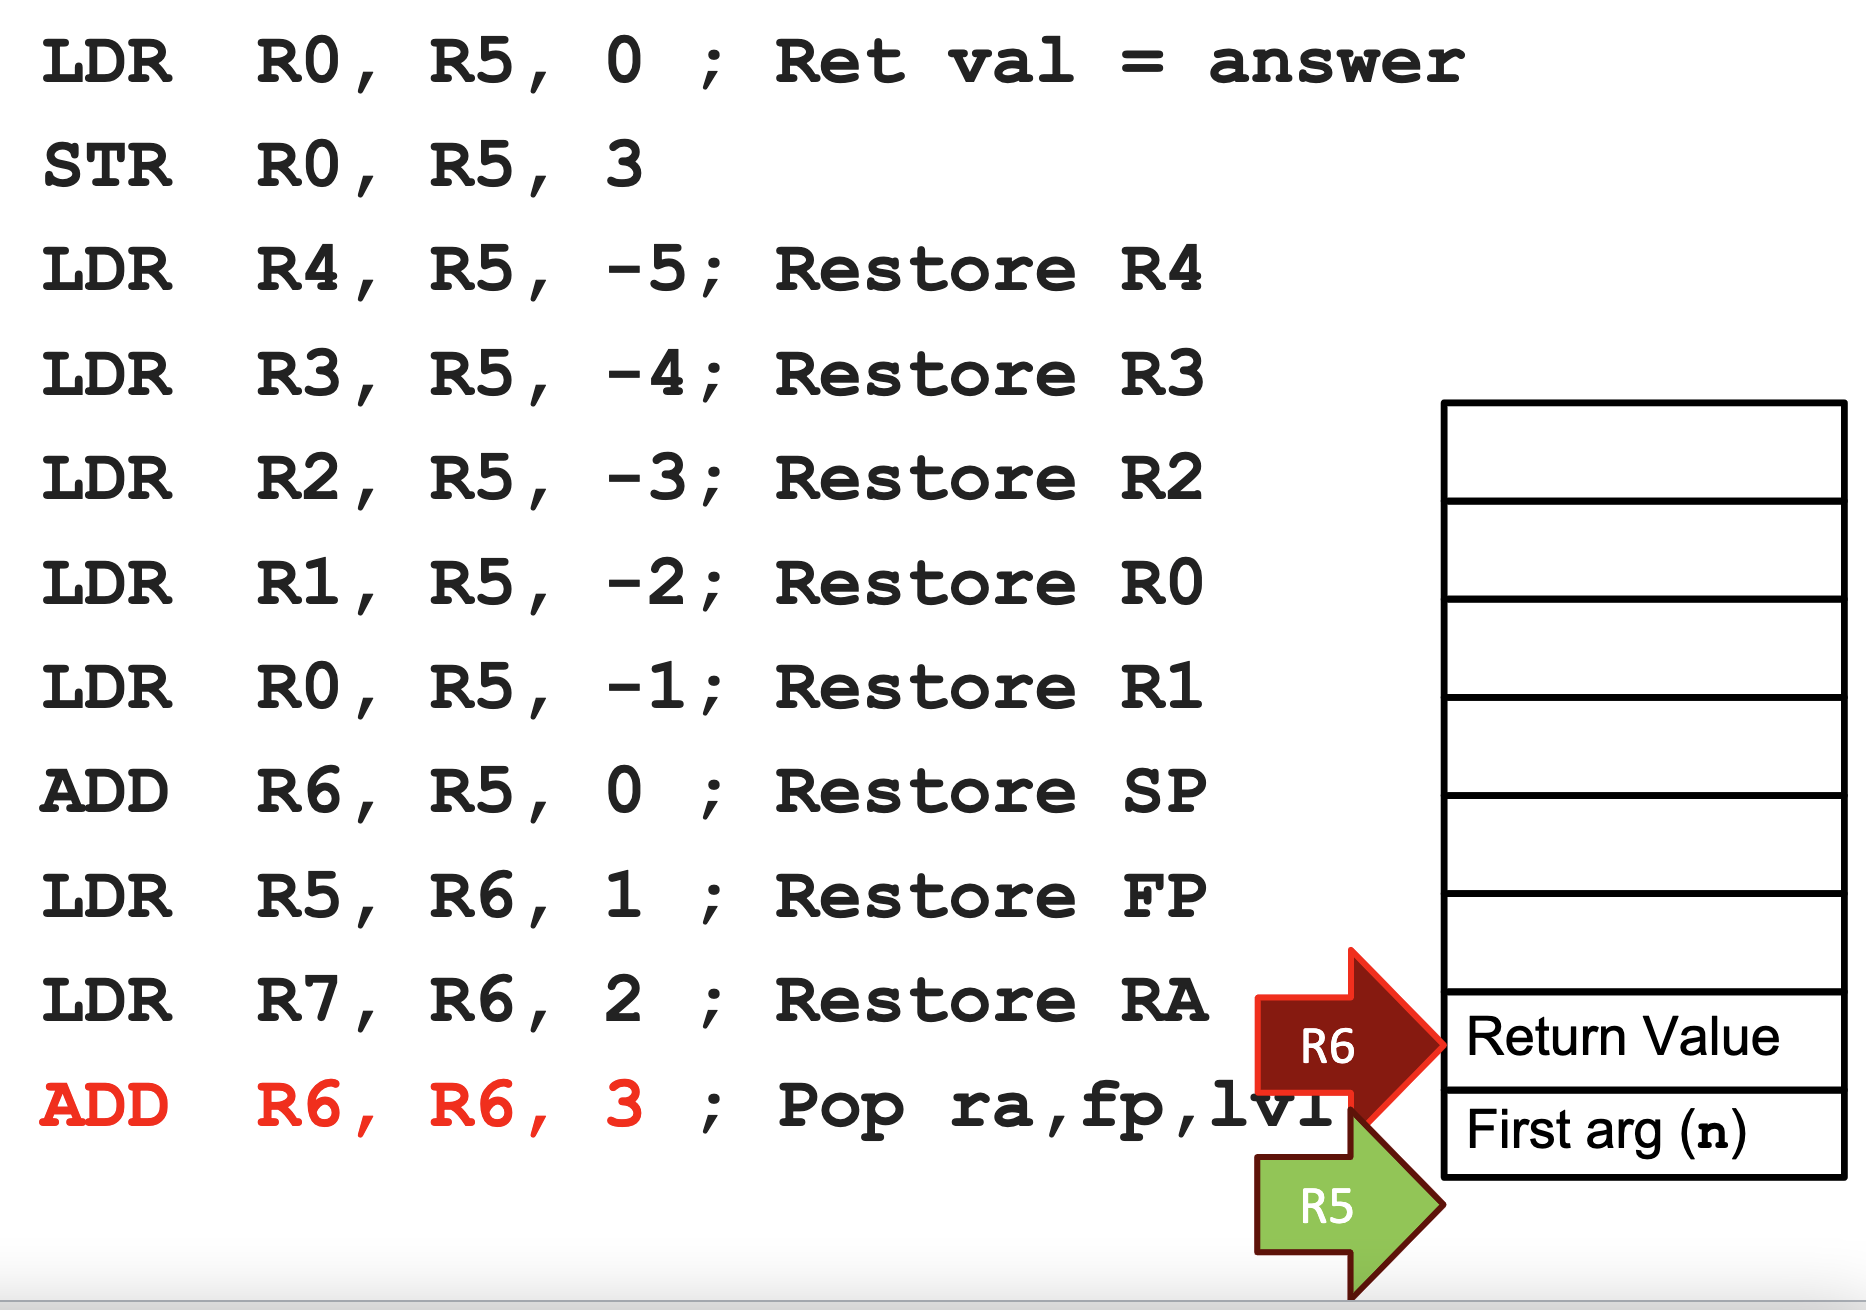 LDR R0, R5, 0 ; Ret val = answer
STR R0, R5, 3
LDR R4, R5, -5; Restore R4
LDR R3, R5, -4; Restore R3
LDR R2, R5, -3; Restore R2
LDR R1, R5, -2; Restore R0
LDR R0, R5, -1; Restore R1
ADD R6, R5, 0 ; Restore SP
LDR R5, R6, 1 ; Restore FP
LDR R7, R6, 2 ; Restore RA
R6
Return Value
ADD R6, R6, 3 ; Pop ra,fp,lv1
First arg (n)
R5